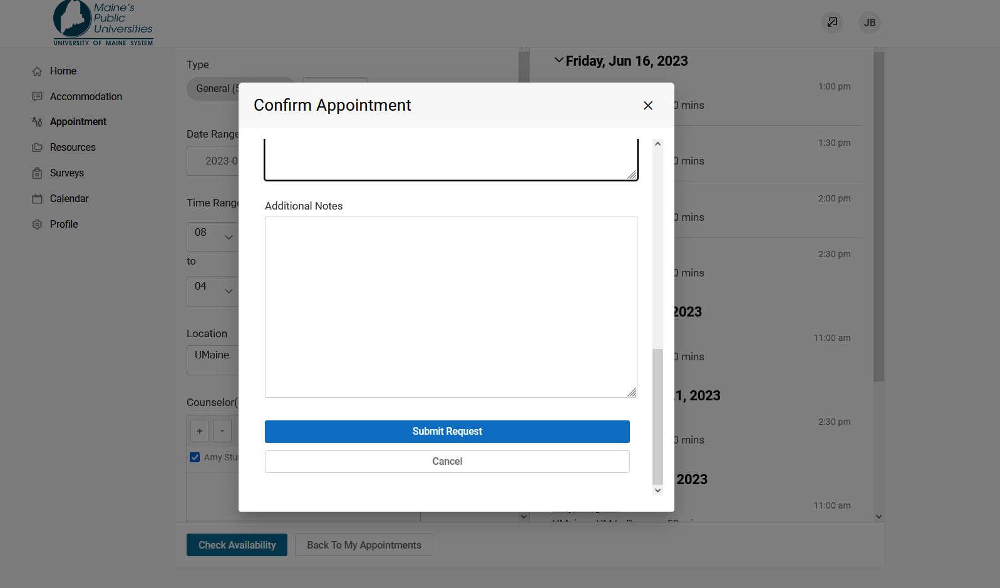 Maine's
Public
Universities
UNIVERSITY OF MAINE SYSTEM
JB
Home
Accommodation
Appointment
Resources
Surveys
Calendar
Profile
Type
General (5
Date Range
2023-0
Time Range
08
to
04
Location
UMaine
Counselor(
+
-
Amy Stu
Check Availability
Back To My Appointments
Confirm Appointment
Additional Notes
Submit Request
Cancel
Friday, Jun 16, 2023
1:00 pm
0 mins
1:30 pm
0 mins
2:00 pm
0 mins
2:30 pm
0 mins
2023
11:00 am
0 mins
1, 2023
2:30 pm
0 mins
2023
11:00 am